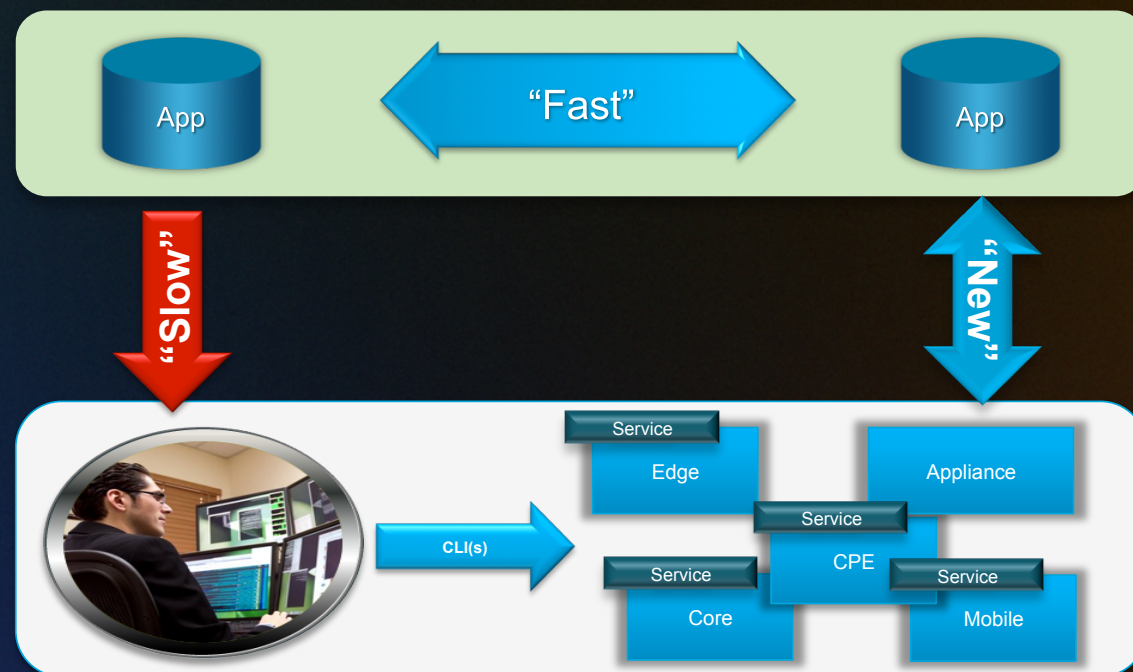 App
“Fast”
App
“Slow”
“New”
Service
Edge
Appliance
Service
CPE
CLI(s)
Service
Core
Service
Mobile